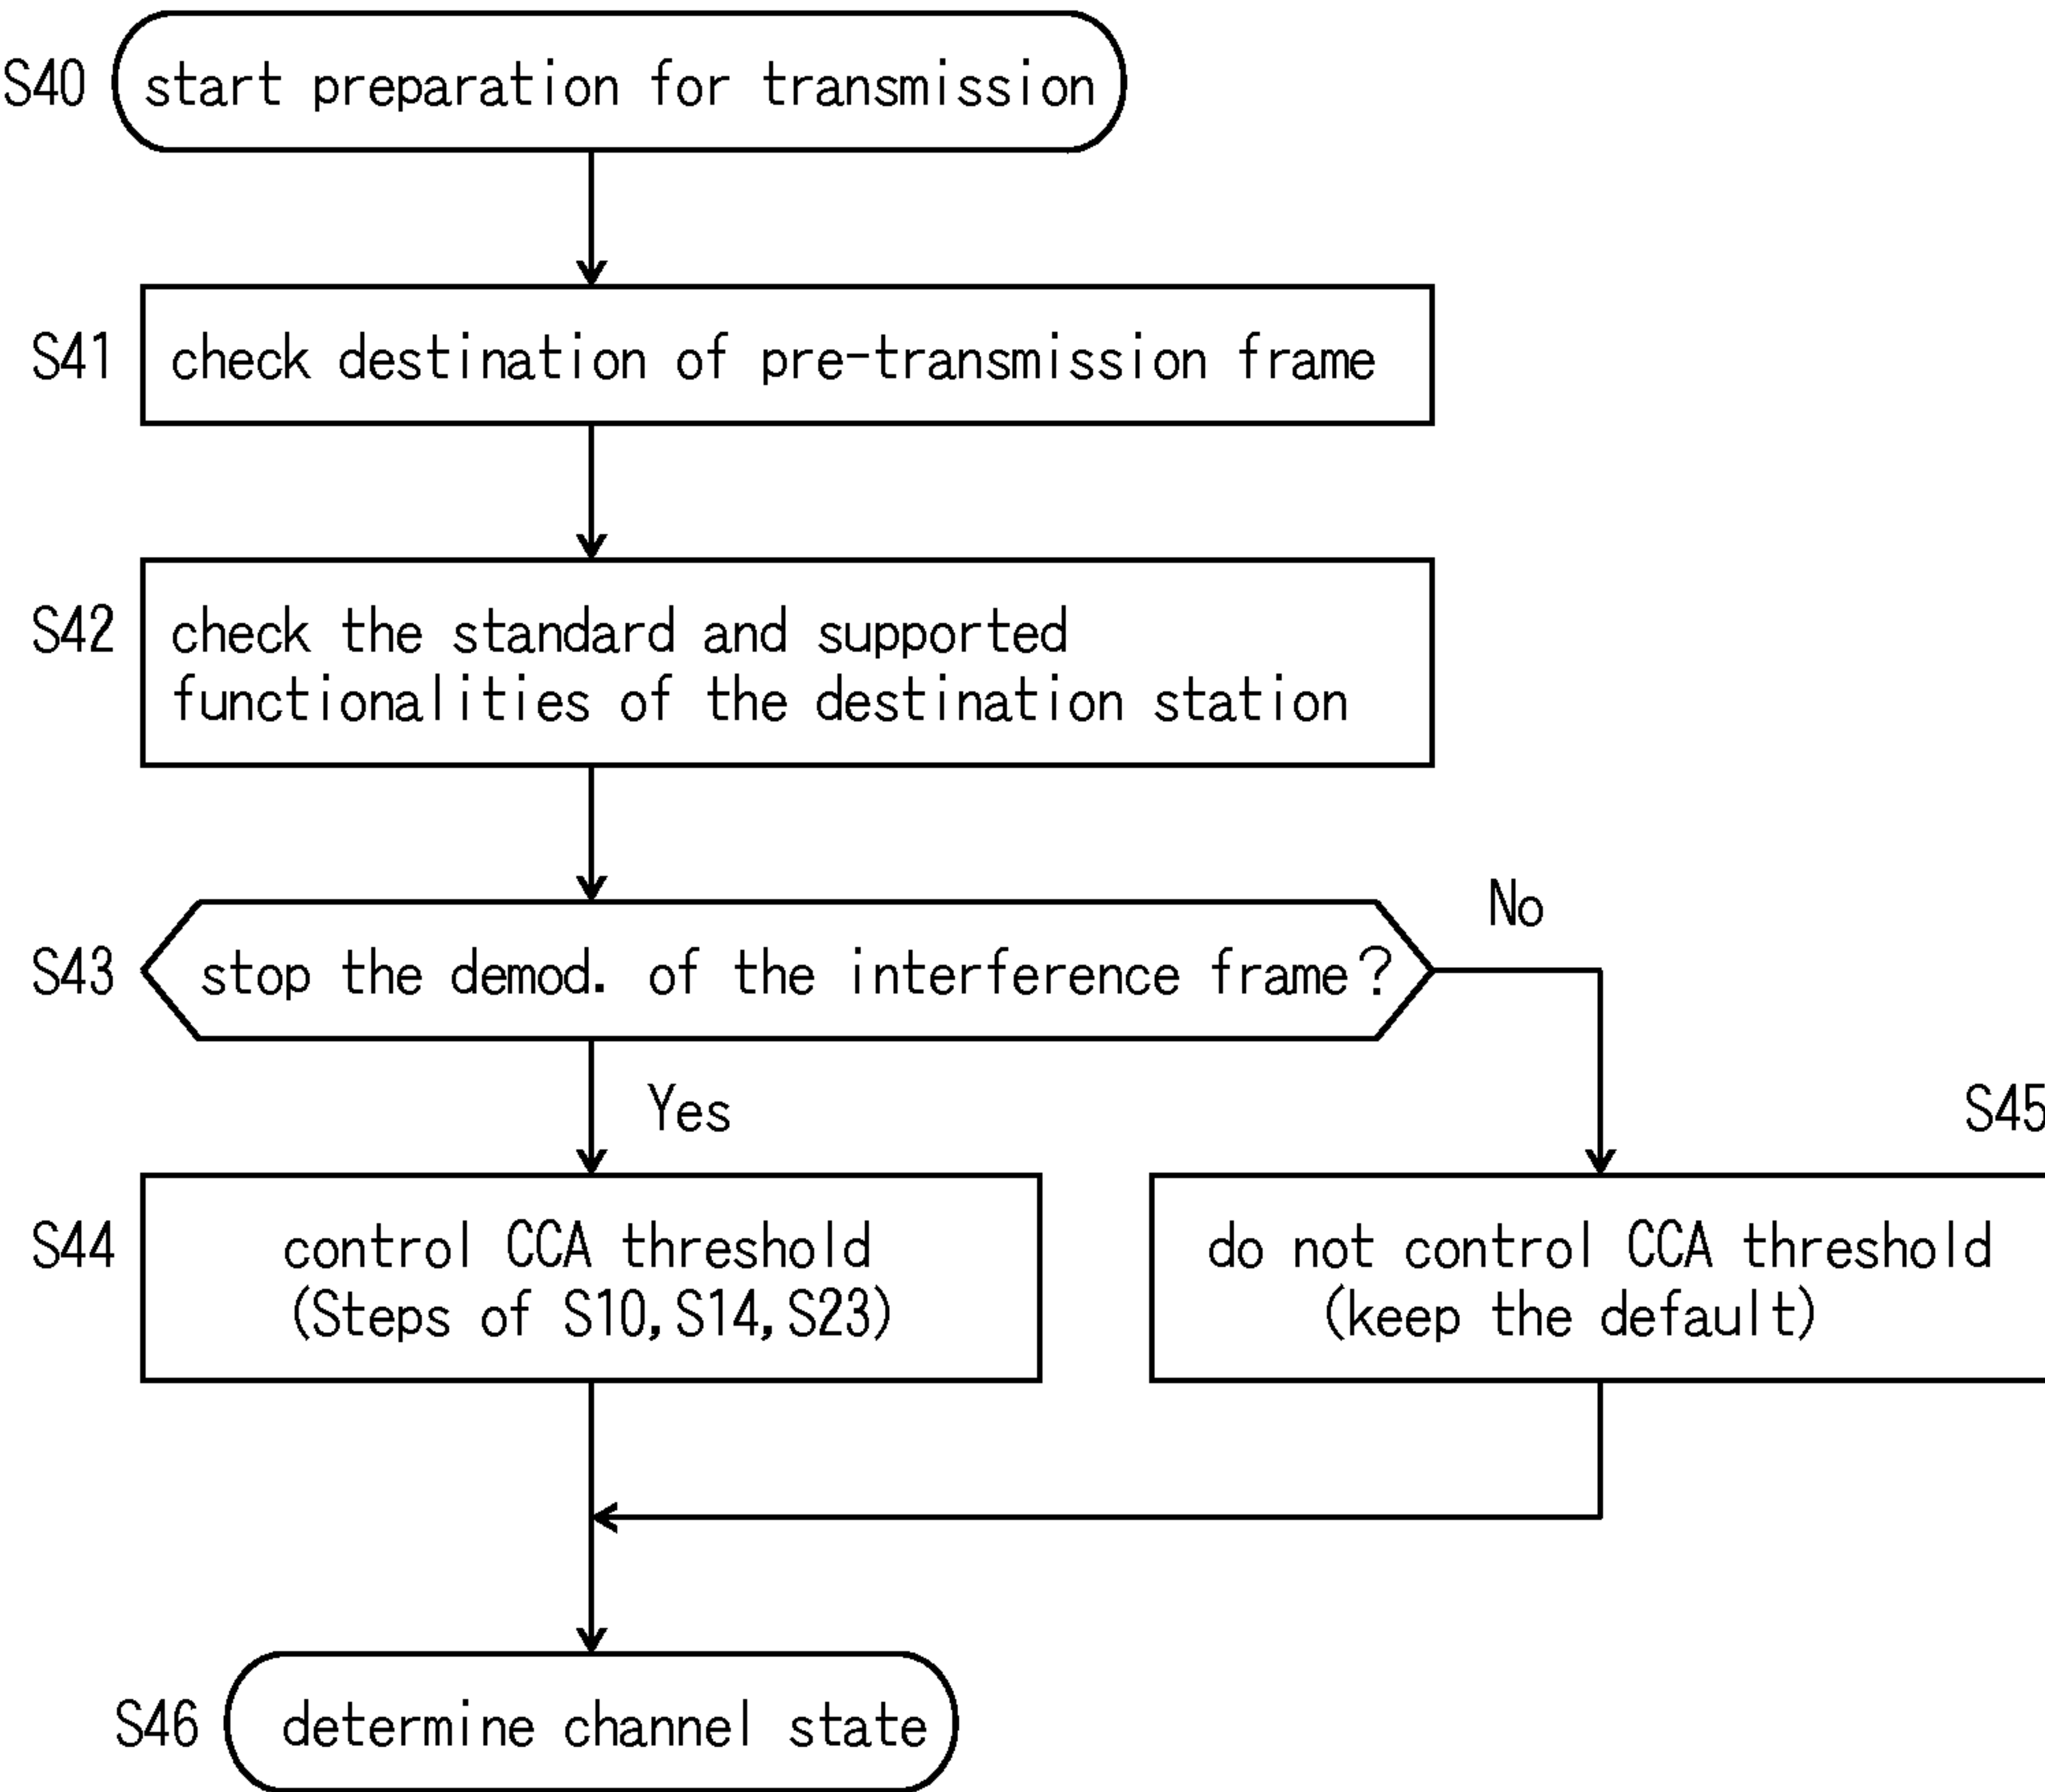 S40
start preparation for transmission
S41
check destination of pre-transmission frame
S42
check the standard and supported
functionalities of the destination station
S43
stop the demod. of the interference frame?
No
Yes
S45
S44
control CCA threshold
(Steps of S10,S14,S23)
do not control CCA threshold
(keep the default)
S46
determine channel state